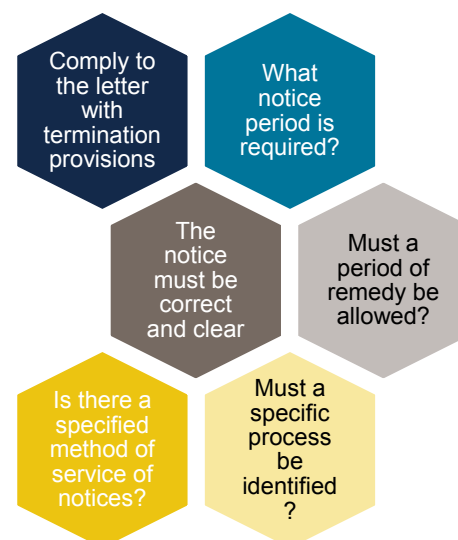 Comply to
the letter
with
termination
provisions
What
notice
period is
required?
The
notice
must be
correct
and clear
Must a
period of
remedy be
allowed?
Is there a
specified
method of
service of
notices?
Must a
specific
process
be
identified
?